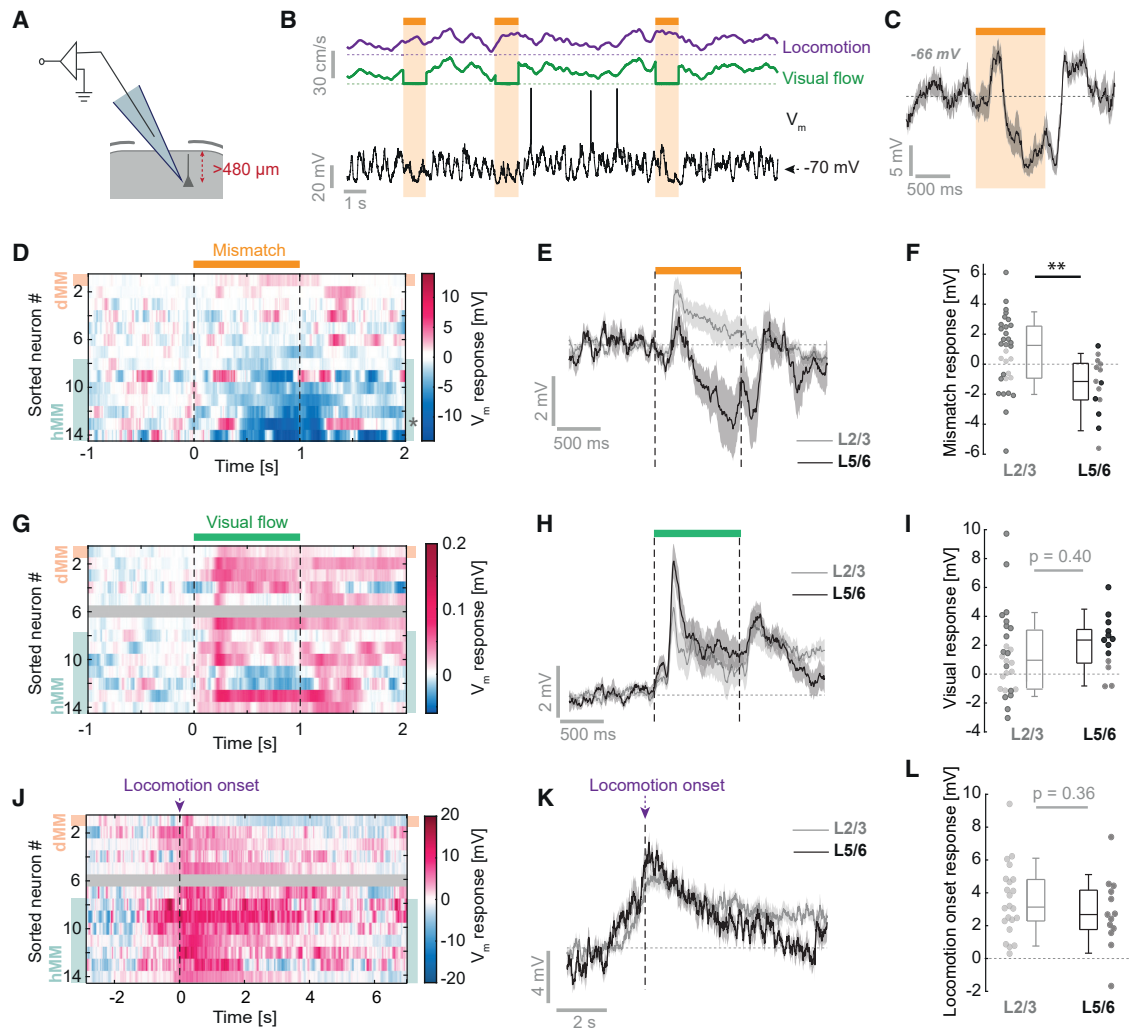 A
>480 µm
B
30 cm/s
Locomotion
Visual flow
Vm
20 mV
-70 mV
1 s
C
-66 mV
5 mV
500 ms
D
Mismatch
Sorted neuron #
dMM
hMM
2
6
10
14
*
-1 0 1 2
Time [s]
10
5
0
-5
-10
Vm response [mV]
E
2 mV
500 ms
L2/3
L5/6
F
**
Mismatch response [mV]
6
4
2
0
-2
-4
-6
L2/3 L5/6
G
Visual flow
Sorted neuron #
dMM
hMM
2
6
10
14
-1 0 1 2
Time [s]
0.2
0.1
0
Vm response [mV]
H
L2/3
L5/6
2 mV
500 ms
I
p = 0.40
Visual response [mV]
10
8
6
4
2
0
-2
-4
L2/3 L5/6
J
Locomotion onset
Sorted neuron #
dMM
hMM
2
6
10
14
-2 0 2 4 6
Time [s]
20
10
0
-10
-20
Vm response [mV]
K
Locomotion onset
L2/3
L5/6
4 mV
2 s
L
p = 0.36
Locomotion onset response [mV]
10
8
6
4
2
0
-2
L2/3 L5/6